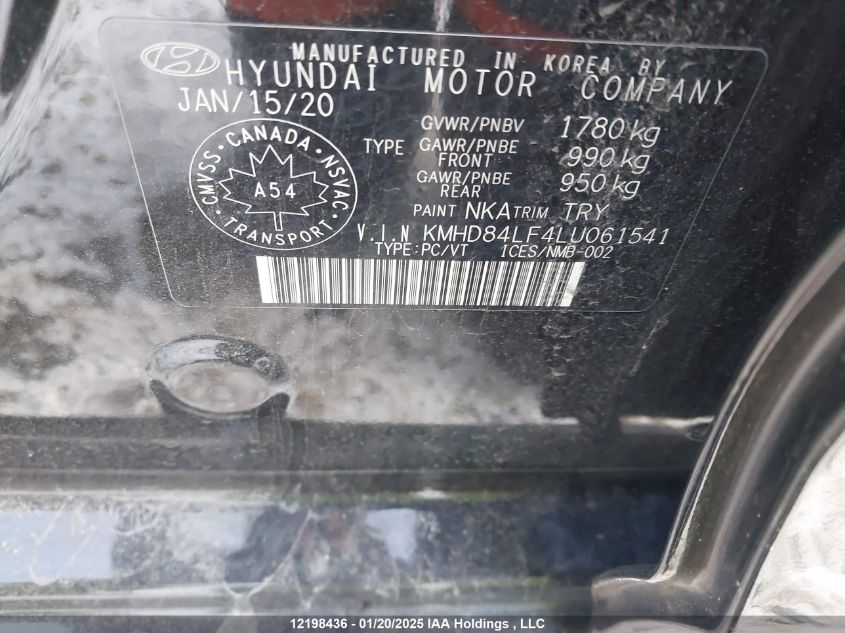 MANUFACTURED IN KOREA BY
HYUNDAI MOTOR COMPANY
JAN/15/20
GVWR/PNBV 1780 kg
TYPE GAWR/PNBE FRONT 990 kg
GAWR/PNBE REAR 950 kg
CMVSS · CANADA · NSVAC · TRANSPORT ·
A54
PAINT NKA TRIM TRY
V.I.N KMHD84LF4LU061541
TYPE:PC/VT ICES/NMB-002
12198436 - 01/20/2025 IAA Holdings , LLC